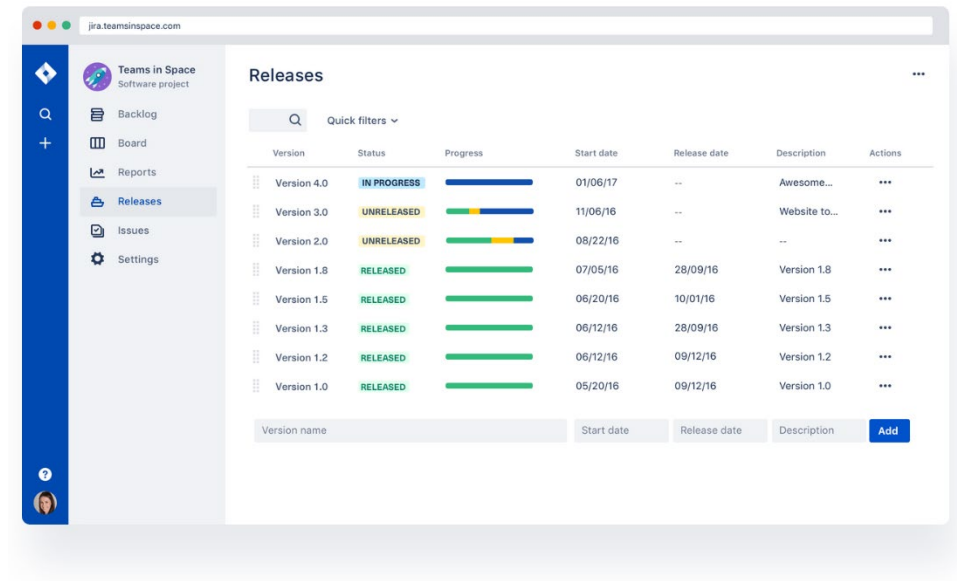 jira.teamsinspace.com
Teams in Space
Software project
Backlog
Board
Reports
Releases
Issues
Settings
Releases
Quick filters
Version Status Progress Start date Release date Description Actions
Version 4.0 IN PROGRESS 01/06/17 -- Awesome...
Version 3.0 UNRELEASED 11/06/16 -- Website to...
Version 2.0 UNRELEASED 08/22/16 -- --
Version 1.8 RELEASED 07/05/16 28/09/16 Version 1.8
Version 1.5 RELEASED 06/20/16 10/01/16 Version 1.5
Version 1.3 RELEASED 06/12/16 28/09/16 Version 1.3
Version 1.2 RELEASED 06/12/16 09/12/16 Version 1.2
Version 1.0 RELEASED 05/20/16 09/12/16 Version 1.0
Version name Start date Release date Description Add